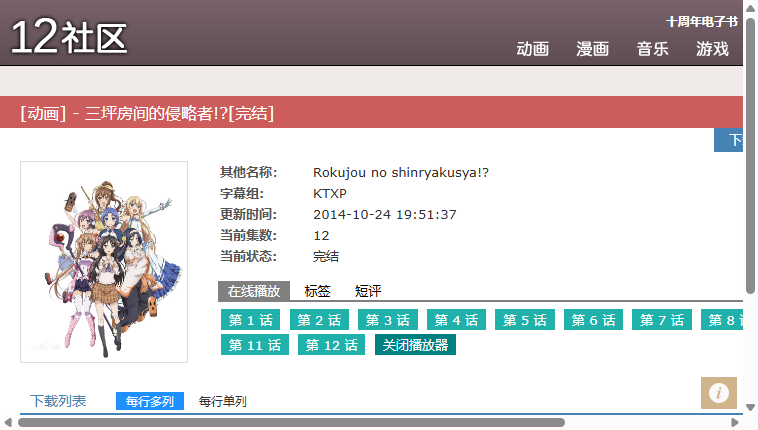 12社区
十周年电子书
动画 漫画 音乐 游戏
[动画] - 三坪房间的侵略者!?[完结]
其他名称: Rokujou no shinryakusya!?
字幕组: KTXP
更新时间: 2014-10-24 19:51:37
当前集数: 12
当前状态: 完结
在线播放 标签 短评
第 1 话 第 2 话 第 3 话 第 4 话 第 5 话 第 6 话 第 7 话 第 8
第 11 话 第 12 话 关闭播放器
下载列表 每行多列 每行单列